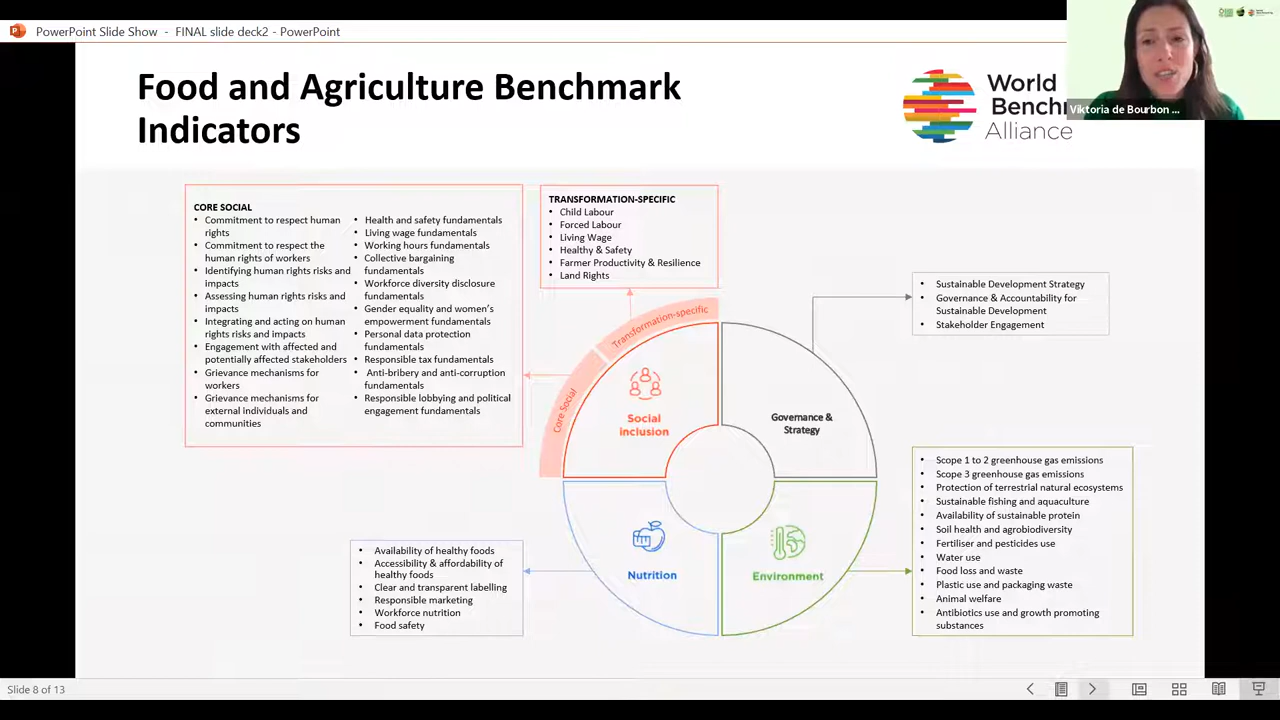 PowerPoint Slide Show - FINAL slide deck2 - PowerPoint
Food and Agriculture Benchmark
Indicators
World
Bench
Alliance
Viktoria de Bourbon ...
CORE SOCIAL
• Commitment to respect human
rights
• Commitment to respect the
human rights of workers
• Identifying human rights risks and
impacts
• Assessing human rights risks and
impacts
• Integrating and acting on human
rights risks and impacts
• Engagement with affected and
potentially affected stakeholders
• Grievance mechanisms for
workers
• Grievance mechanisms for
external individuals and
communities
• Health and safety fundamentals
• Living wage fundamentals
• Working hours fundamentals
• Collective bargaining
fundamentals
• Workforce diversity disclosure
fundamentals
• Gender equality and women's
empowerment fundamentals
• Personal data protection
fundamentals
• Responsible tax fundamentals
• Anti-bribery and anti-corruption
fundamentals
• Responsible lobbying and political
engagement fundamentals
TRANSFORMATION-SPECIFIC
• Child Labour
• Forced Labour
• Living Wage
• Healthy & Safety
• Farmer Productivity & Resilience
• Land Rights
• Sustainable Development Strategy
• Governance & Accountability for
Sustainable Development
• Stakeholder Engagement
Transformation-specific
Core Social
Social
inclusion
Governance &
Strategy
Nutrition
Environment
• Availability of healthy foods
• Accessibility & affordability of
healthy foods
• Clear and transparent labelling
• Responsible marketing
• Workforce nutrition
• Food safety
• Scope 1 to 2 greenhouse gas emissions
• Scope 3 greenhouse gas emissions
• Protection of terrestrial natural ecosystems
• Sustainable fishing and aquaculture
• Availability of sustainable protein
• Soil health and agrobiodiversity
• Fertiliser and pesticides use
• Water use
• Food loss and waste
• Plastic use and packaging waste
• Animal welfare
• Antibiotics use and growth promoting
substances
Slide 8 of 13